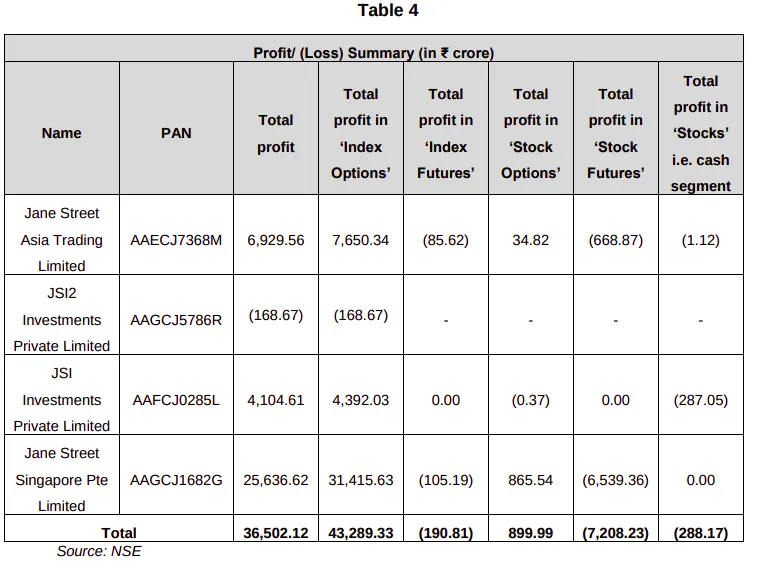 Table 4
Profit/ (Loss) Summary (in ₹ crore)
Name PAN Total profit Total profit in ‘Index Options’ Total profit in ‘Index Futures’ Total profit in ‘Stock Options’ Total profit in ‘Stock Futures’ Total profit in ‘Stocks’ i.e. cash segment
Jane Street Asia Trading Limited AAECJ7368M 6,929.56 7,650.34 (85.62) 34.82 (668.87) (1.12)
JSI2 Investments Private Limited AAGCJ5786R (168.67) (168.67) - - - -
JSI Investments Private Limited AAFCJ0285L 4,104.61 4,392.03 0.00 (0.37) 0.00 (287.05)
Jane Street Singapore Pte Limited AAGCJ1682G 25,636.62 31,415.63 (105.19) 865.54 (6,539.36) 0.00
Total 36,502.12 43,289.33 (190.81) 899.99 (7,208.23) (288.17)
Source: NSE